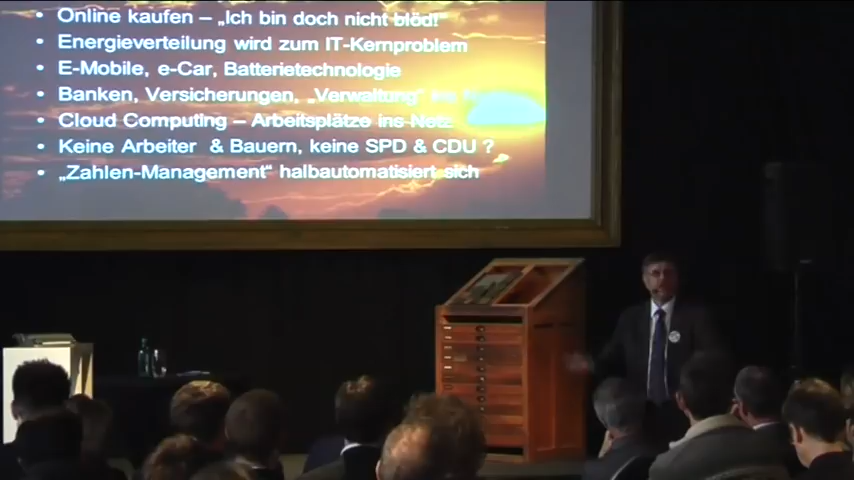 • Online kaufen – „Ich bin doch nicht blöd!“
• Energieverteilung wird zum IT-Kernproblem
• E-Mobile, e-Car, Batterietechnologie
• Banken, Versicherungen, „Verwaltung“ ins
• Cloud Computing – Arbeitsplätze ins Netz
• Keine Arbeiter & Bauern, keine SPD & CDU ?
• „Zahlen-Management“ halbautomatisiert sich